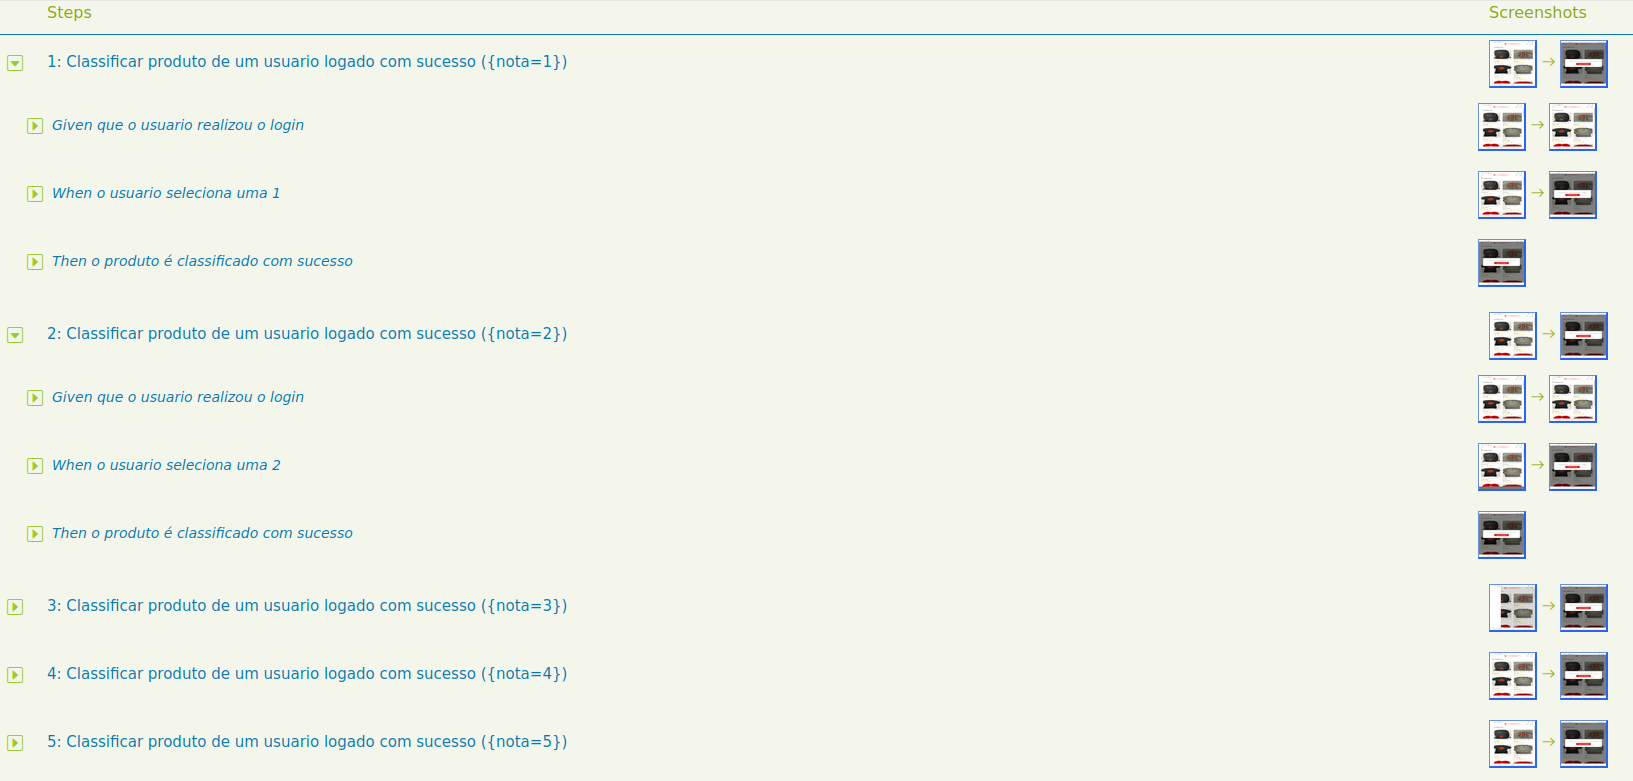 Steps Screenshots
1: Classificar produto de um usuario logado com sucesso ({nota=1})
Given que o usuario realizou o login
When o usuario seleciona uma 1
Then o produto é classificado com sucesso
2: Classificar produto de um usuario logado com sucesso ({nota=2})
Given que o usuario realizou o login
When o usuario seleciona uma 2
Then o produto é classificado com sucesso
3: Classificar produto de um usuario logado com sucesso ({nota=3})
4: Classificar produto de um usuario logado com sucesso ({nota=4})
5: Classificar produto de um usuario logado com sucesso ({nota=5})